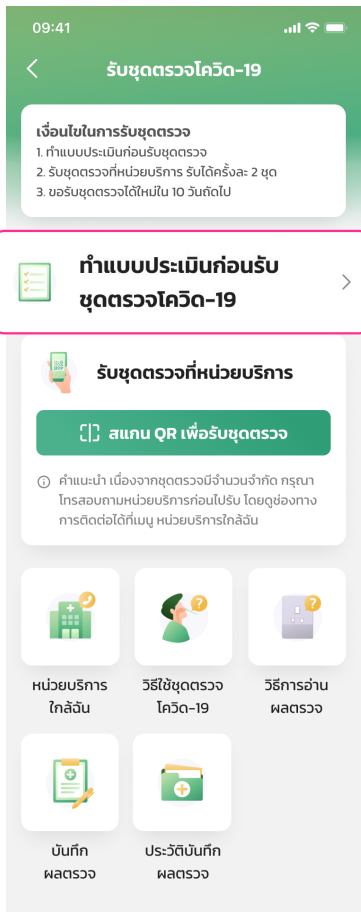 09:41
รับชุดตรวจโควิด-19
เงื่อนไขในการรับชุดตรวจ
1. ทำแบบประเมินก่อนรับชุดตรวจ
2. รับชุดตรวจที่หน่วยบริการ รับได้ครั้งละ 2 ชุด
3. ขอรับชุดตรวจได้ใหม่ใน 10 วันถัดไป
ทำแบบประเมินก่อนรับ
ชุดตรวจโควิด-19
รับชุดตรวจที่หน่วยบริการ
สแกน QR เพื่อรับชุดตรวจ
คำแนะนำ เนื่องจากชุดตรวจมีจำนวนจำกัด กรุณา
โทรสอบถามหน่วยบริการก่อนไปรับ โดยดูช่องทาง
การติดต่อได้ที่เมนู หน่วยบริการใกล้ฉัน
หน่วยบริการ
ใกล้ฉัน
วิธีใช้ชุดตรวจ
โควิด-19
วิธีการอ่าน
ผลตรวจ
บันทึก
ผลตรวจ
ประวัติบันทึก
ผลตรวจ